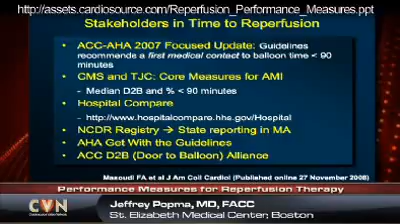 http://assets.cardiosource.com/Reperfusion_Performance_Measures.ppt
Stakeholders in Time to Reperfusion
• ACC-AHA 2007 Focused Update: Guidelines
recommends a first medical contact to balloon time < 90
minutes
• CMS and TJC: Core Measures for AMI
- Median D2B and % < 90 minutes
• Hospital Compare
- http://www.hospitalcompare.hhs.gov/Hospital
• NCDR Registry → State reporting in MA
• AHA Get With the Guidelines
• ACC D2B (Door to Balloon) Alliance
Masoudi FA et al J Am Coll Cardiol (Published online 27 November 2008)
Performance Measures for Reperfusion Therapy
CVN
Jeffrey Popma, MD, FACC
St. Elizabeth Medical Center, Boston